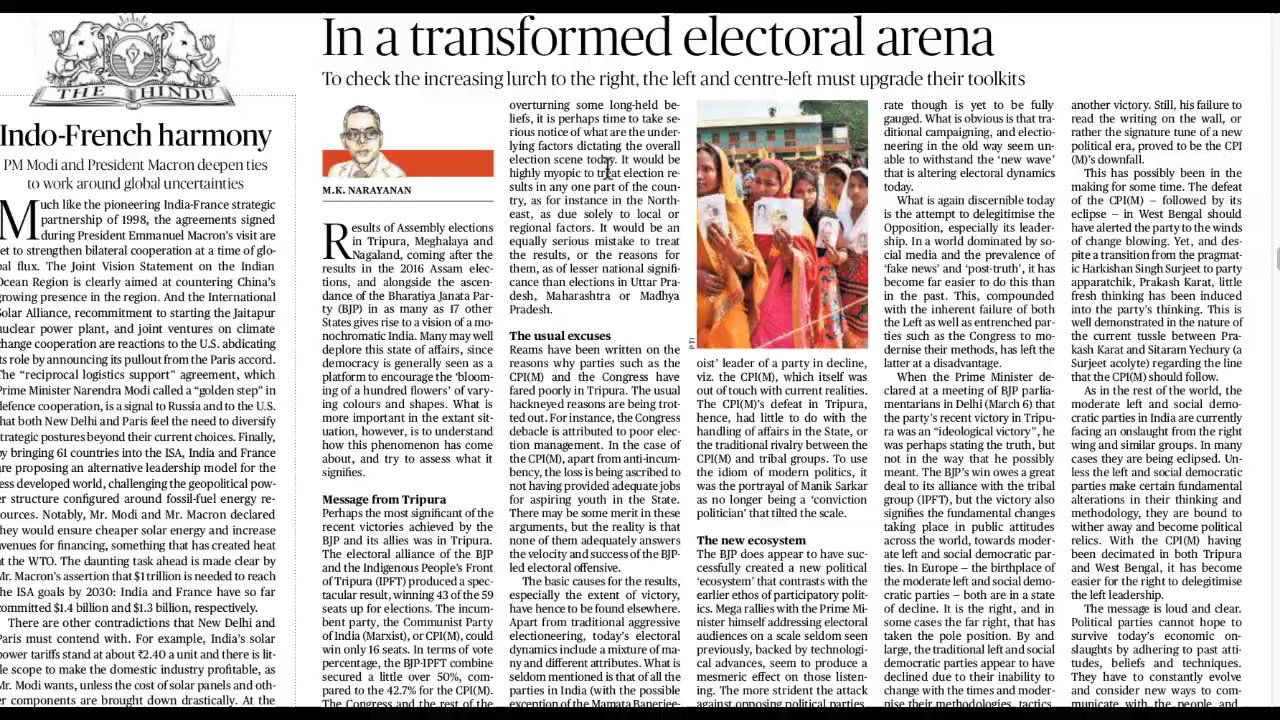 THE HINDU
Indo-French harmony
PM Modi and President Macron deepen ties
to work around global uncertainties
Much like the pioneering India-France strategic
partnership of 1998, the agreements signed
during President Emmanuel Macron's visit are
et to strengthen bilateral cooperation at a time of glo-
bal flux. The Joint Vision Statement on the Indian
Ocean Region is clearly aimed at countering China's
growing presence in the region. And the International
Solar Alliance, recommitment to starting the Jaitapur
nuclear power plant, and joint ventures on climate
change cooperation are reactions to the U.S. abdicating
its role by announcing its pullout from the Paris accord.
The "reciprocal logistics support" agreement, which
Prime Minister Narendra Modi called a "golden step" in
defence cooperation, is a signal to Russia and to the U.S.
that both New Delhi and Paris feel the need to diversify
strategic postures beyond their current choices. Finally,
by bringing 61 countries into the ISA, India and France
are proposing an alternative leadership model for the
less developed world, challenging the geopolitical pow-
er structure configured around fossil-fuel energy re-
sources. Notably, Mr. Modi and Mr. Macron declared
they would ensure cheaper solar energy and increase
avenues for financing, something that has created heat
at the WTO. The daunting task ahead is made clear by
Mr. Macron's assertion that $1 trillion is needed to reach
the ISA goals by 2030: India and France have so far
committed $1.4 billion and $1.3 billion, respectively.
There are other contradictions that New Delhi and
Paris must contend with. For example, India's solar
power tariffs stand at about ₹2.40 a unit and there is lit-
tle scope to make the domestic industry profitable, as
Mr. Modi wants, unless the cost of solar panels and oth-
er components are brought down drastically. At the
In a transformed electoral arena
To check the increasing lurch to the right, the left and centre-left must upgrade their toolkits
M.K. NARAYANAN
Results of Assembly elections
in Tripura, Meghalaya and
Nagaland, coming after the
results in the 2016 Assam elec-
tions, and alongside the ascen-
dance of the Bharatiya Janata Par-
ty (BJP) in as many as 17 other
States gives rise to a vision of a mo-
nochromatic India. Many may well
deplore this state of affairs, since
democracy is generally seen as a
platform to encourage the 'bloom-
ing of a hundred flowers' of vary-
ing colours and shapes. What is
more important in the extant sit-
uation, however, is to understand
how this phenomenon has come
about, and try to assess what it
signifies.
Message from Tripura
Perhaps the most significant of the
recent victories achieved by the
BJP and its allies was in Tripura.
The electoral alliance of the BJP
and the Indigenous People's Front
of Tripura (IPFT) produced a spec-
tacular result, winning 43 of the 59
seats up for elections. The incum-
bent party, the Communist Party
of India (Marxist), or CPI(M), could
win only 16 seats. In terms of vote
percentage, the BJP-IPFT combine
secured a little over 50%, com-
pared to the 42.7% for the CPI(M).
The Congress and the rest of the
overturning some long-held be-
liefs, it is perhaps time to take se-
rious notice of what are the under-
lying factors dictating the overall
election scene today. It would be
highly myopic to treat election re-
sults in any one part of the coun-
try, as for instance in the North-
east, as due solely to local or
regional factors. It would be an
equally serious mistake to treat
the results, or the reasons for
them, as of lesser national signifi-
cance than elections in Uttar Pra-
desh, Maharashtra or Madhya
Pradesh.
The usual excuses
Reams have been written on the
reasons why parties such as the
CPI(M) and the Congress have
fared poorly in Tripura. The usual
hackneyed reasons are being trot-
ted out. For instance, the Congress
debacle is attributed to poor elec-
tion management. In the case of
the CPI(M), apart from anti-incum-
bency, the loss is being ascribed to
not having provided adequate jobs
for aspiring youth in the State.
There may be some merit in these
arguments, but the reality is that
none of them adequately answers
the velocity and success of the BJP-
led electoral offensive.
The basic causes for the results,
especially the extent of victory,
have hence to be found elsewhere.
Apart from traditional aggressive
electioneering, today's electoral
dynamics include a mixture of ma-
ny and different attributes. What is
seldom mentioned is that of all the
parties in India (with the possible
exception of the Mamata Banerjee-
PTI
oist' leader of a party in decline,
viz. the CPI(M), which itself was
out of touch with current realities.
The CPI(M)'s defeat in Tripura,
hence, had little to do with the
handling of affairs in the State, or
the traditional rivalry between the
CPI(M) and tribal groups. To use
the idiom of modern politics, it
was the portrayal of Manik Sarkar
as no longer being a 'conviction
politician' that tilted the scale.
The new ecosystem
The BJP does appear to have suc-
cessfully created a new political
'ecosystem' that contrasts with the
earlier ethos of participatory polit-
ics. Mega rallies with the Prime Mi-
nister himself addressing electoral
audiences on a scale seldom seen
previously, backed by technologi-
cal advances, seem to produce a
mesmeric effect on those listen-
ing. The more strident the attack
against opposing political parties,
rate though is yet to be fully
gauged. What is obvious is that tra-
ditional campaigning, and electio-
neering in the old way seem un-
able to withstand the 'new wave'
that is altering electoral dynamics
today.
What is again discernible today
is the attempt to delegitimise the
Opposition, especially its leader-
ship. In a world dominated by so-
cial media and the prevalence of
'fake news' and 'post-truth', it has
become far easier to do this than
in the past. This, compounded
with the inherent failure of both
the Left as well as entrenched par-
ties such as the Congress to mo-
dernise their methods, has left the
latter at a disadvantage.
When the Prime Minister de-
clared at a meeting of BJP parlia-
mentarians in Delhi (March 6) that
the party's recent victory in Tripu-
ra was an "ideological victory", he
was perhaps stating the truth, but
not in the way that he possibly
meant. The BJP's win owes a great
deal to its alliance with the tribal
group (IPFT), but the victory also
signifies the fundamental changes
taking place in public attitudes
across the world, towards moder-
ate left and social democratic par-
ties. In Europe — the birthplace of
the moderate left and social demo-
cratic parties — both are in a state
of decline. It is the right, and in
some cases the far right, that has
taken the pole position. By and
large, the traditional left and social
democratic parties appear to have
declined due to their inability to
change with the times and moder-
nise their methodologies, tactics,
another victory. Still, his failure to
read the writing on the wall, or
rather the signature tune of a new
political era, proved to be the CPI
(M)'s downfall.
This has possibly been in the
making for some time. The defeat
of the CPI(M) — followed by its
eclipse — in West Bengal should
have alerted the party to the winds
of change blowing. Yet, and des-
pite a transition from the pragmat-
ic Harkishan Singh Surjeet to party
apparatchik, Prakash Karat, little
fresh thinking has been induced
into the party's thinking. This is
well demonstrated in the nature of
the current tussle between Pra-
kash Karat and Sitaram Yechury (a
Surjeet acolyte) regarding the line
that the CPI(M) should follow.
As in the rest of the world, the
moderate left and social demo-
cratic parties in India are currently
facing an onslaught from the right
wing and similar groups. In many
cases they are being eclipsed. Un-
less the left and social democratic
parties make certain fundamental
alterations in their thinking and
methodology, they are bound to
wither away and become political
relics. With the CPI(M) having
been decimated in both Tripura
and West Bengal, it has become
easier for the right to delegitimise
the left leadership.
The message is loud and clear.
Political parties cannot hope to
survive today's economic on-
slaughts by adhering to past atti-
tudes, beliefs and techniques.
They have to constantly evolve
and consider new ways to com-
municate with the people, and